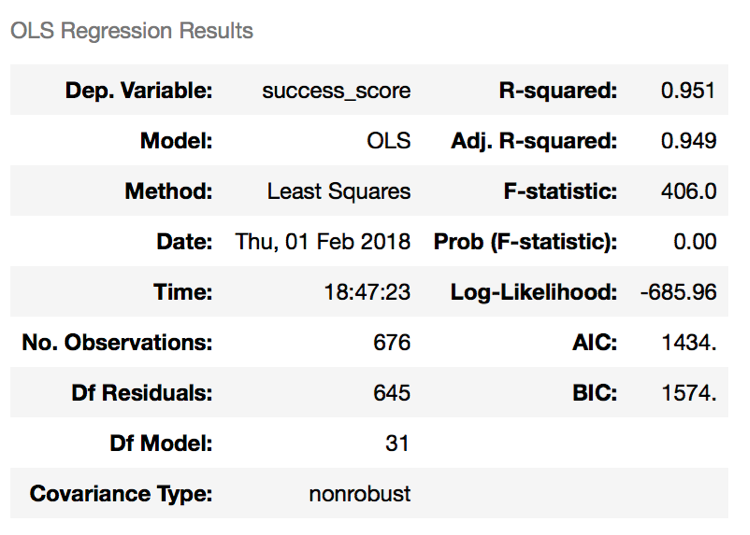 OLS Regression Results
Dep. Variable: success_score R-squared: 0.951
Model: OLS Adj. R-squared: 0.949
Method: Least Squares F-statistic: 406.0
Date: Thu, 01 Feb 2018 Prob (F-statistic): 0.00
Time: 18:47:23 Log-Likelihood: -685.96
No. Observations: 676 AIC: 1434.
Df Residuals: 645 BIC: 1574.
Df Model: 31
Covariance Type: nonrobust